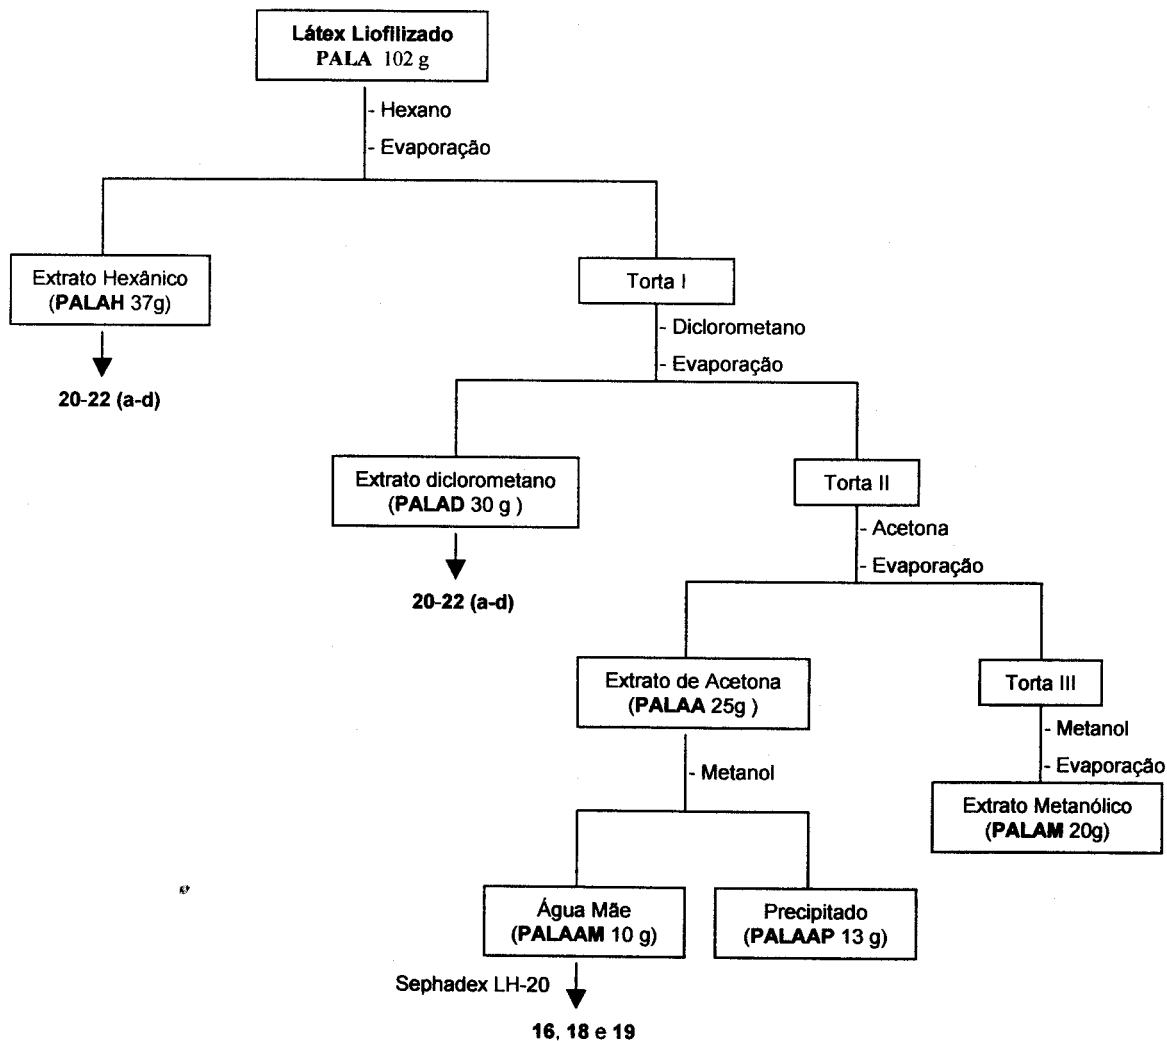 Látex Liofilizado
PALA 102 g
- Hexano
- Evaporação
Extrato Hexânico
(PALAH 37g)
20-22 (a-d)
Torta I
- Diclorometano
- Evaporação
Extrato diclorometano
(PALAD 30 g )
20-22 (a-d)
Torta II
- Acetona
- Evaporação
Extrato de Acetona
(PALAA 25g )
Torta III
- Metanol
- Evaporação
Extrato Metanólico
(PALAM 20g)
- Metanol
Água Mãe
(PALAAM 10 g)
Precipitado
(PALAAP 13 g)
Sephadex LH-20
16, 18 e 19